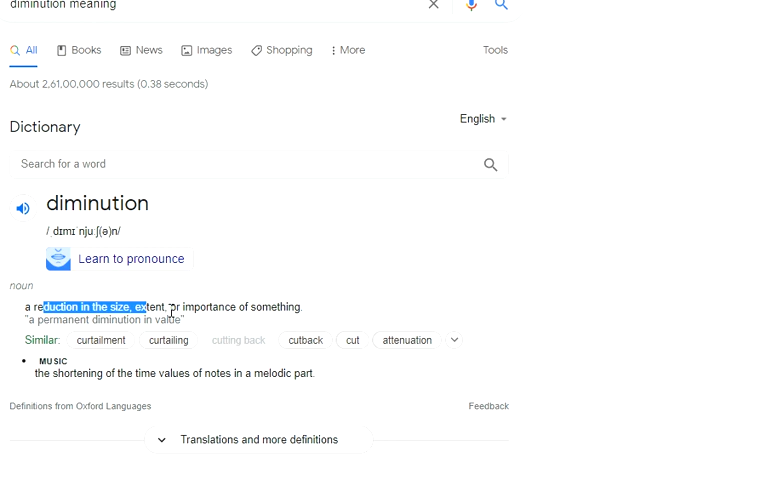 diminution meaning
All Books News Images Shopping More Tools
About 2,61,00,000 results (0.38 seconds)
English
Dictionary
Search for a word
diminution
/ˌdɪmɪˈnjuːʃ(ə)n/
Learn to pronounce
noun
a reduction in the size, extent, or importance of something.
"a permanent diminution in value"
Similar: curtailment curtailing cutting back cutback cut attenuation
MUSIC
the shortening of the time values of notes in a melodic part.
Definitions from Oxford Languages Feedback
Translations and more definitions